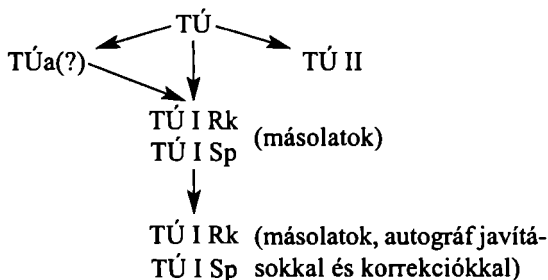 TÚ
TÚa(?) TÚ II
TÚ I Rk
(másolatok)
TÚ I Sp
TÚ I Rk (másolatok, autográf javítá-
TÚ I Sp sokkal és korrekciókkal)